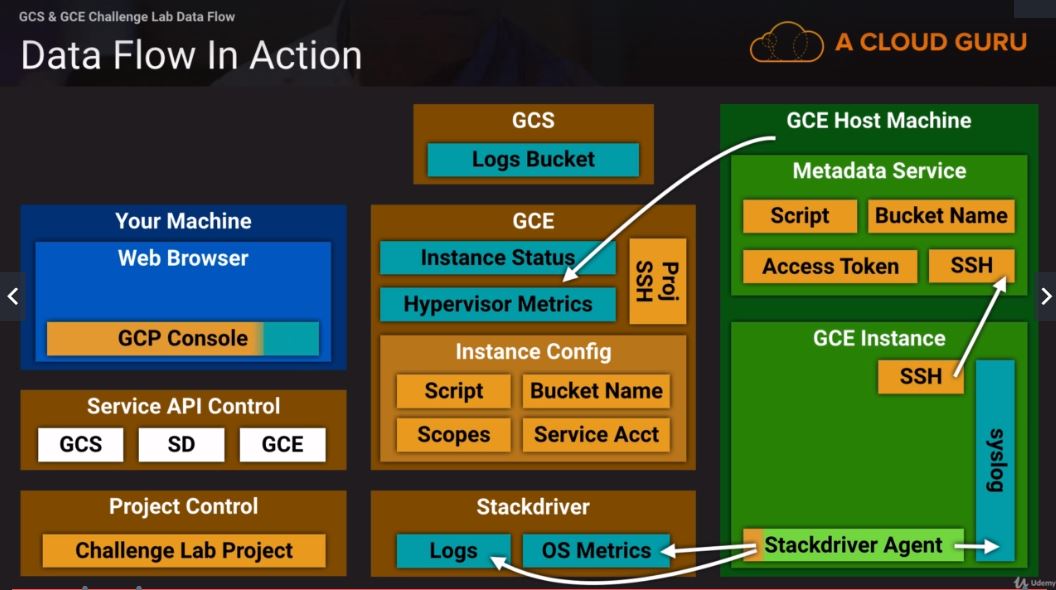 GCS & GCE Challenge Lab Data Flow
Data Flow In Action
A CLOUD GURU
GCS
Logs Bucket
Your Machine
Web Browser
GCP Console
Service API Control
GCS SD GCE
Project Control
Challenge Lab Project
GCE
Instance Status
Hypervisor Metrics
Proj
SSH
Instance Config
Script Bucket Name
Scopes Service Acct
Stackdriver
Logs OS Metrics
GCE Host Machine
Metadata Service
Script Bucket Name
Access Token SSH
GCE Instance
SSH
syslog
Stackdriver Agent
Udemy